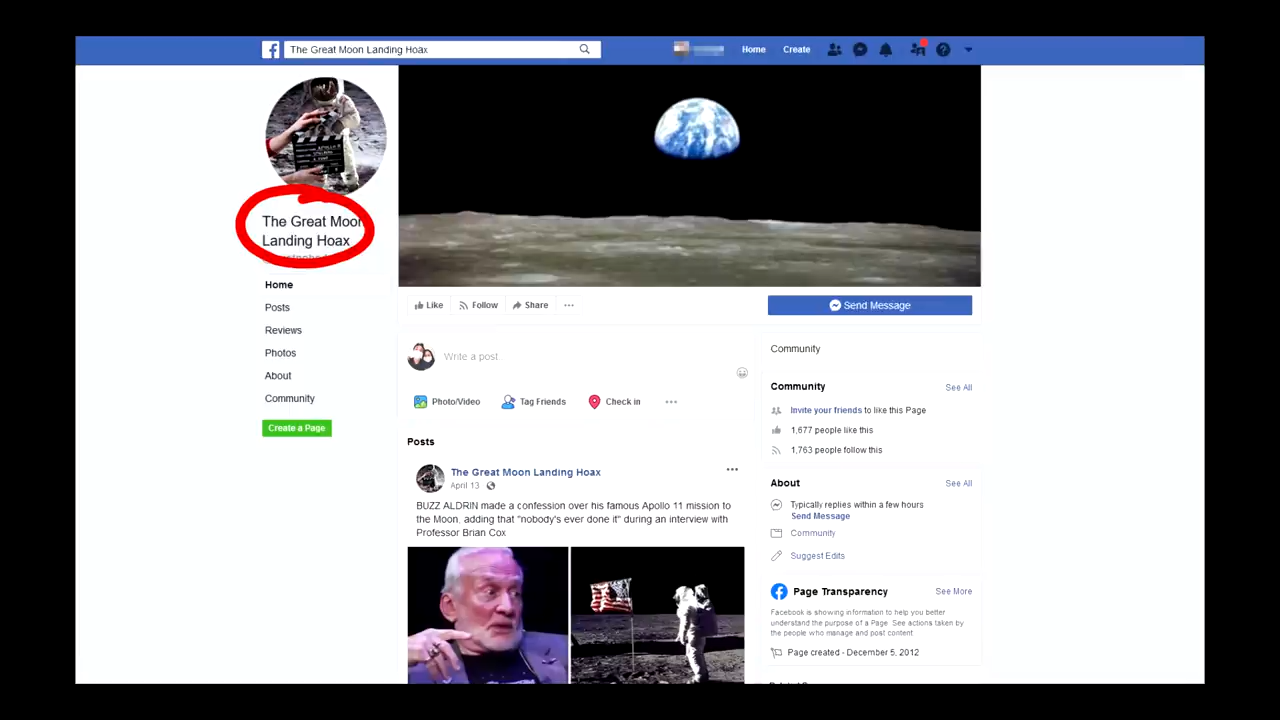 The Great Moon Landing Hoax
Home
Create
The Great Moon
Landing Hoax
Home
Posts
Reviews
Photos
About
Community
Create a Page
Like
Follow
Share
Send Message
Write a post
Photo/Video
Tag Friends
Check in
Posts
The Great Moon Landing Hoax
April 13
BUZZ ALDRIN made a confession over his famous Apollo 11 mission to
the Moon, adding that "nobody's ever done it" during an interview with
Professor Brian Cox
Community
Community
See All
Invite your friends to like this Page
1,677 people like this
1,763 people follow this
About
See All
Typically replies within a few hours
Send Message
Community
Suggest Edits
Page Transparency
See More
Facebook is showing information to help you better
understand the purpose of a Page. See actions taken by
the people who manage and post content.
Page created - December 5, 2012